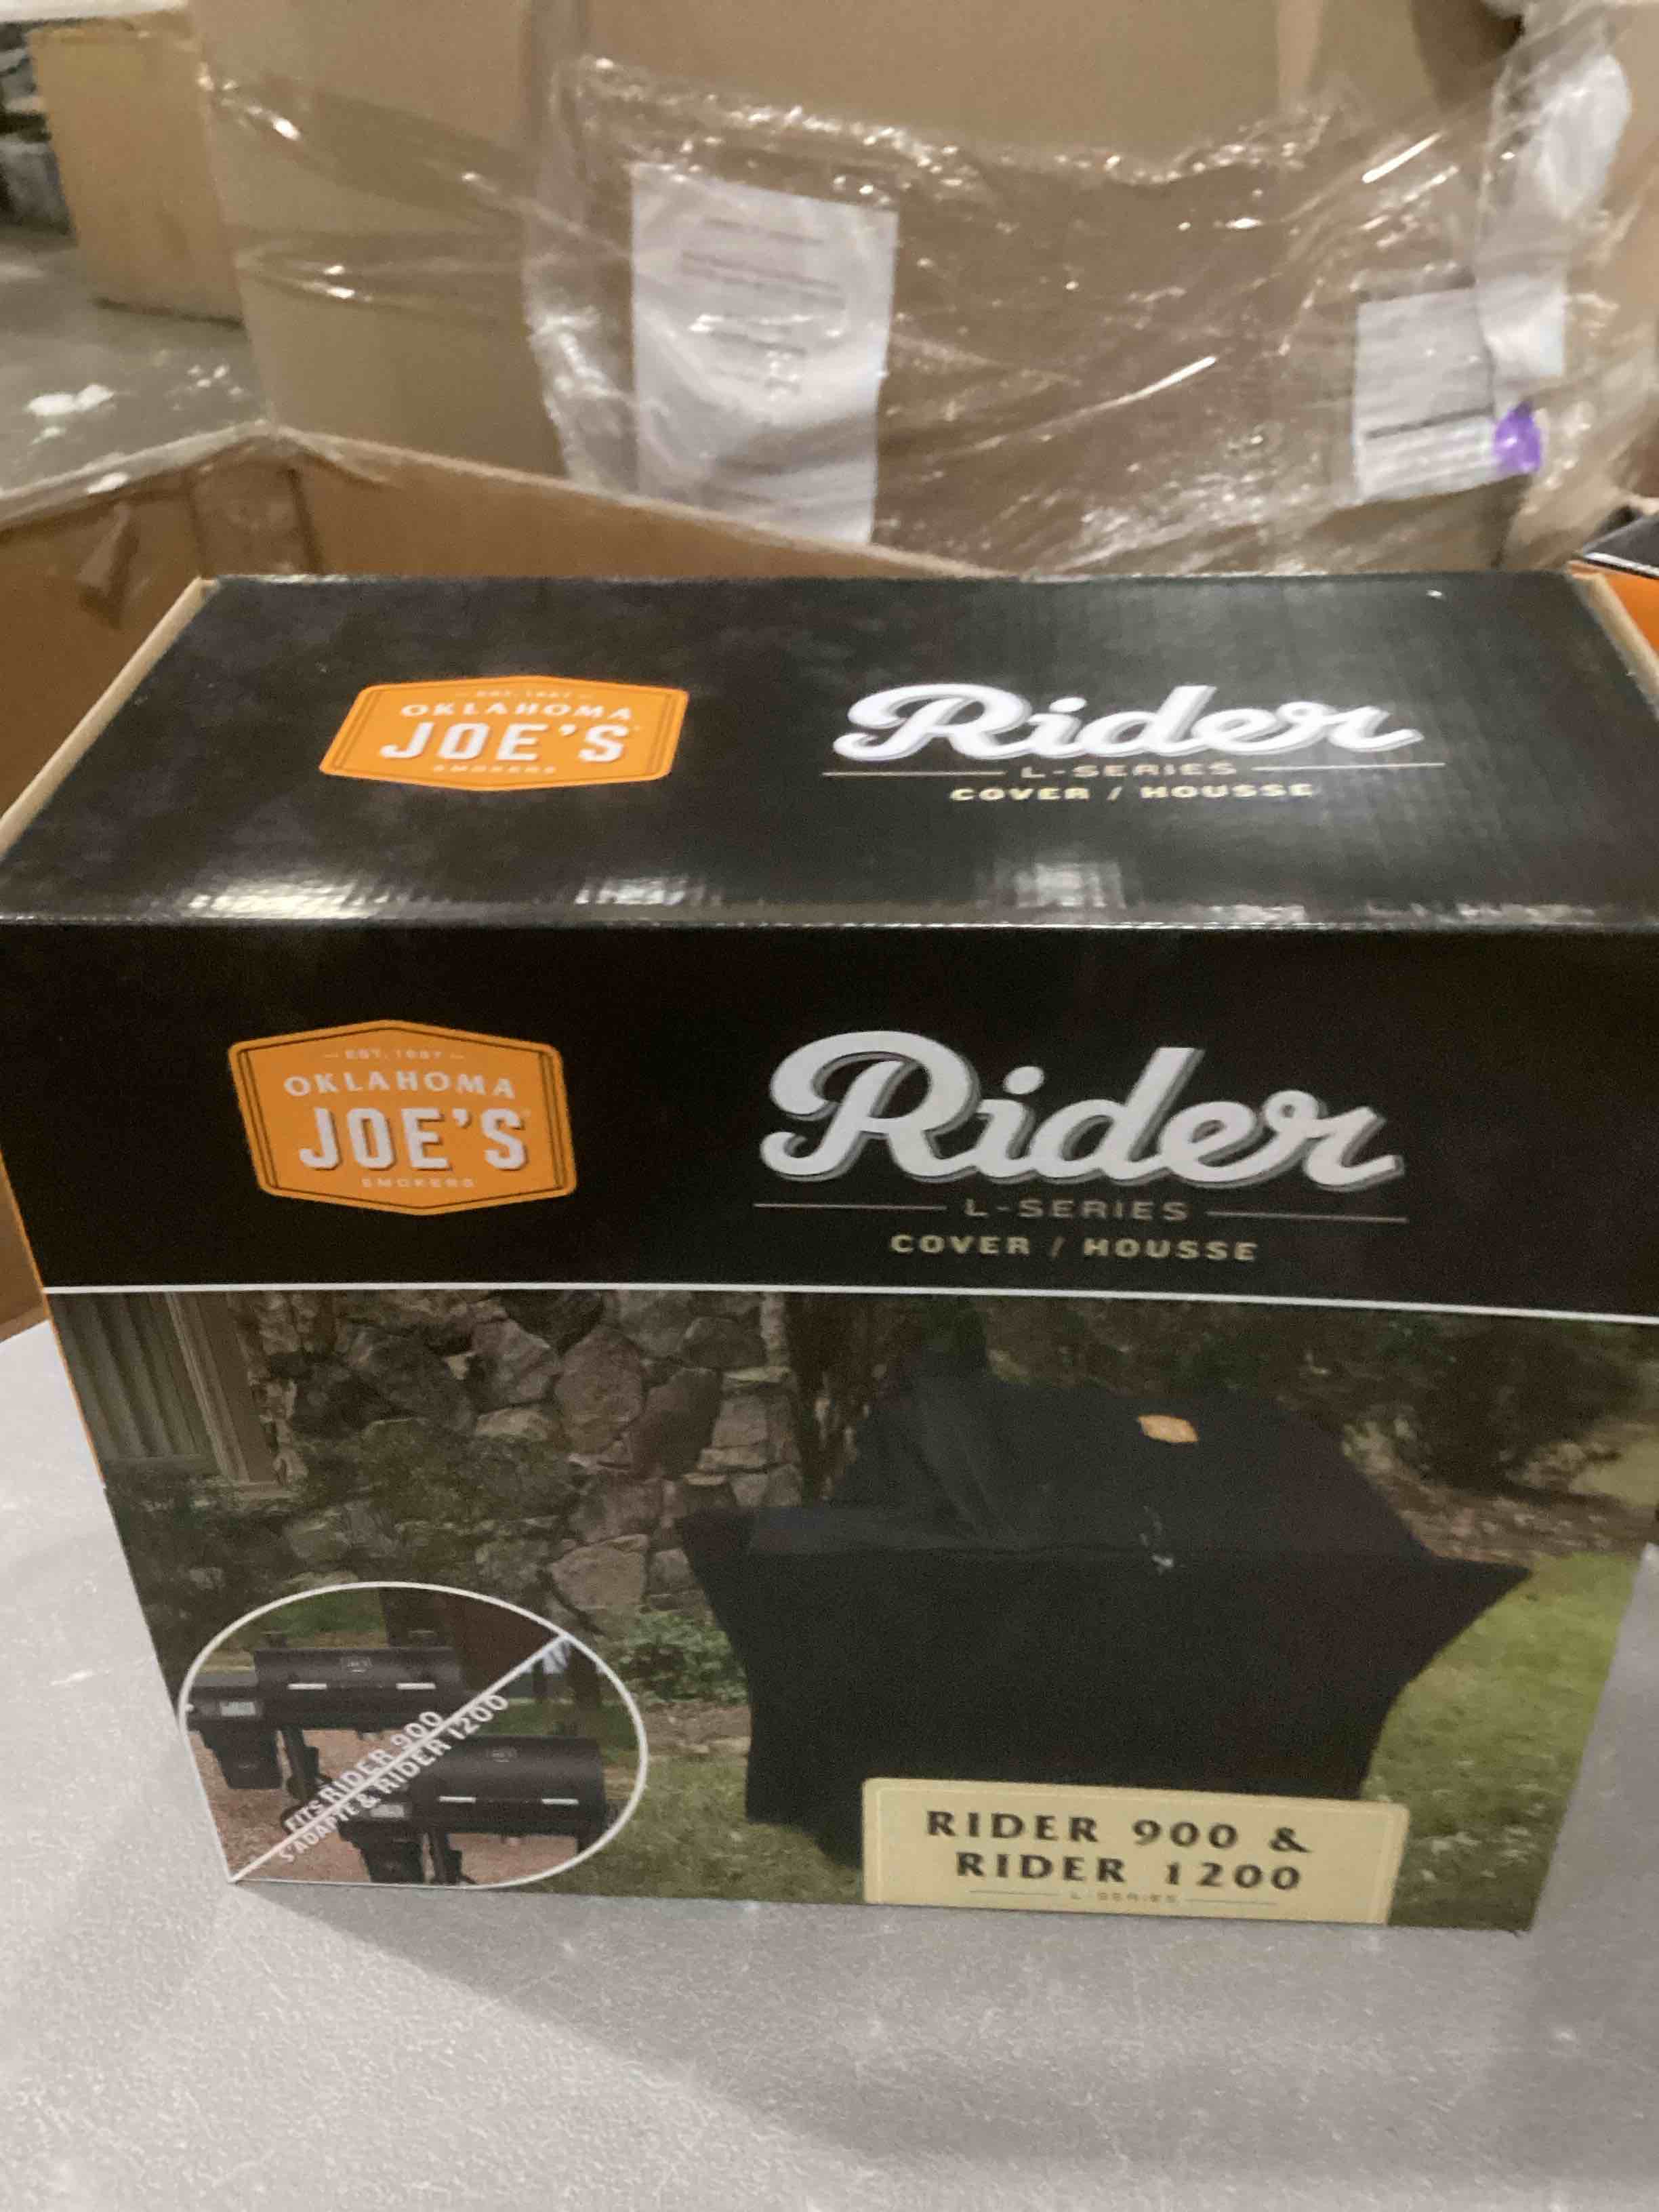 EST. 1987
OKLAHOMA
JOE'S
SMOKERS
Rider
L-SERIES
COVER / HOUSSE
EST. 1987
OKLAHOMA
JOE'S
SMOKERS
Rider
L-SERIES
COVER / HOUSSE
FITS RIDER 900
S'ADAPTE & RIDER 1200
RIDER 900 &
RIDER 1200
L-SERIES